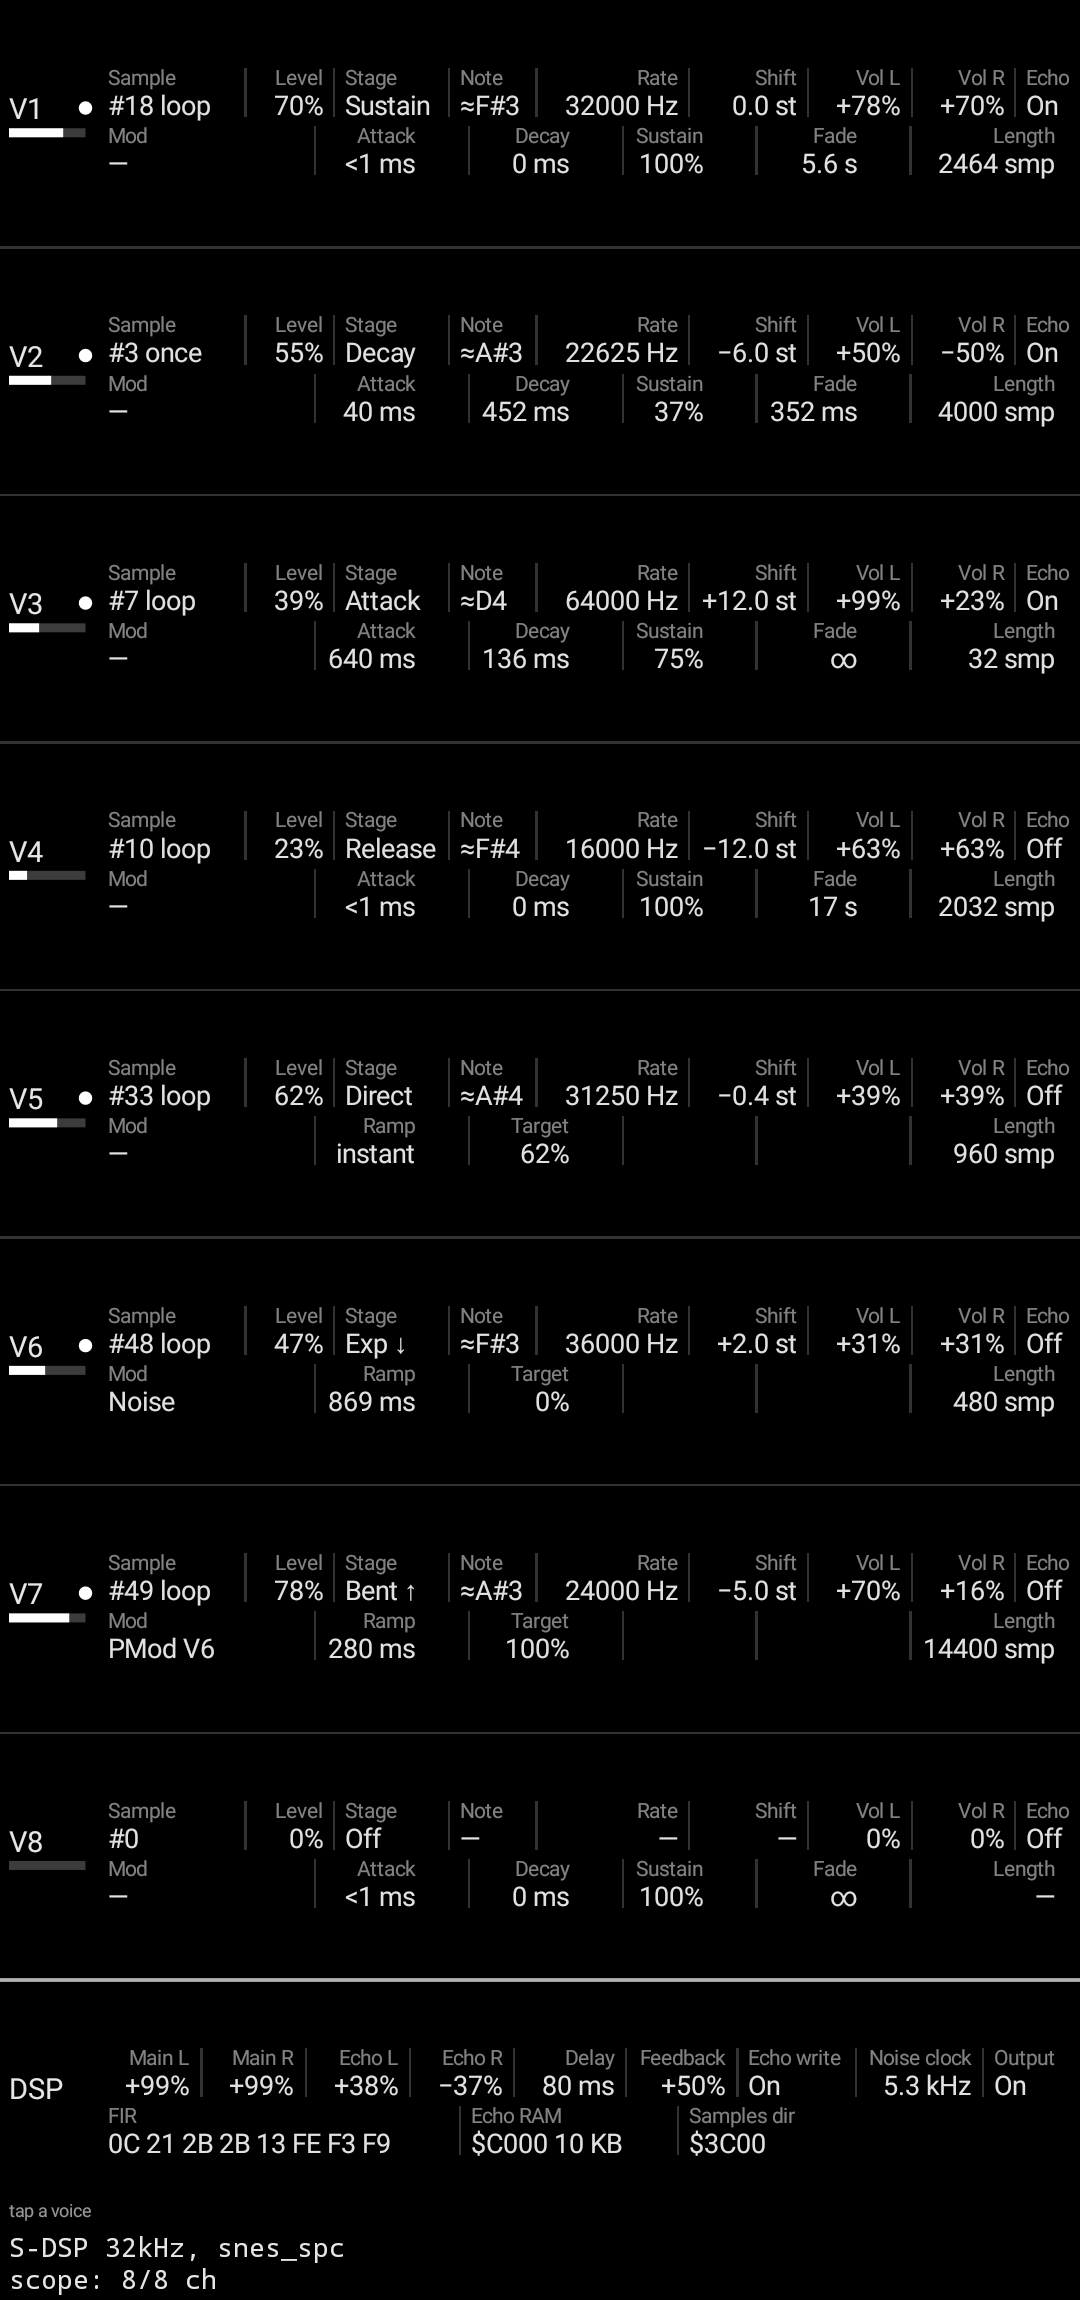 Sample Level Stage Note Rate Shift Vol L Vol R Echo
V1 #18 loop 70% Sustain ≈F#3 32000 Hz 0.0 st +78% +70% On
Mod Attack Decay Sustain Fade Length
— <1 ms 0 ms 100% 5.6 s 2464 smp
Sample Level Stage Note Rate Shift Vol L Vol R Echo
V2 #3 once 55% Decay ≈A#3 22625 Hz −6.0 st +50% −50% On
Mod Attack Decay Sustain Fade Length
— 40 ms 452 ms 37% 352 ms 4000 smp
Sample Level Stage Note Rate Shift Vol L Vol R Echo
V3 #7 loop 39% Attack ≈D4 64000 Hz +12.0 st +99% +23% On
Mod Attack Decay Sustain Fade Length
— 640 ms 136 ms 75% ∞ 32 smp
Sample Level Stage Note Rate Shift Vol L Vol R Echo
V4 #10 loop 23% Release ≈F#4 16000 Hz −12.0 st +63% +63% Off
Mod Attack Decay Sustain Fade Length
— <1 ms 0 ms 100% 17 s 2032 smp
Sample Level Stage Note Rate Shift Vol L Vol R Echo
V5 #33 loop 62% Direct ≈A#4 31250 Hz −0.4 st +39% +39% Off
Mod Ramp Target Length
— instant 62% 960 smp
Sample Level Stage Note Rate Shift Vol L Vol R Echo
V6 #48 loop 47% Exp ↓ ≈F#3 36000 Hz +2.0 st +31% +31% Off
Mod Ramp Target Length
Noise 869 ms 0% 480 smp
Sample Level Stage Note Rate Shift Vol L Vol R Echo
V7 #49 loop 78% Bent ↑ ≈A#3 24000 Hz −5.0 st +70% +16% Off
Mod Ramp Target Length
PMod V6 280 ms 100% 14400 smp
Sample Level Stage Note Rate Shift Vol L Vol R Echo
V8 #0 0% Off — — — 0% 0% Off
Mod Attack Decay Sustain Fade Length
— <1 ms 0 ms 100% ∞ —
Main L Main R Echo L Echo R Delay Feedback Echo write Noise clock Output
DSP +99% +99% +38% −37% 80 ms +50% On 5.3 kHz On
FIR Echo RAM Samples dir
0C 21 2B 2B 13 FE F3 F9 $C000 10 KB $3C00
tap a voice
S-DSP 32kHz, snes_spc
scope: 8/8 ch